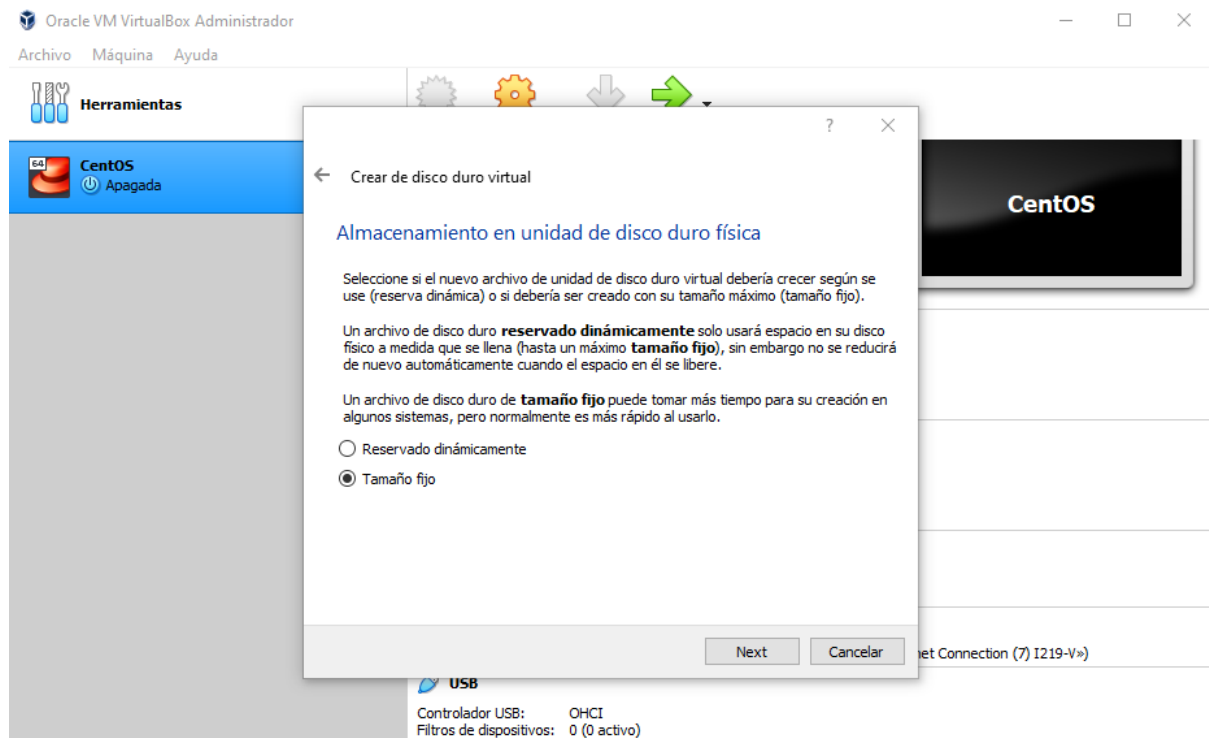 Oracle VM VirtualBox Administrador
Archivo Máquina Ayuda
Herramientas
64
CentOS
Apagada
?
Crear de disco duro virtual
Almacenamiento en unidad de disco duro física
Seleccione si el nuevo archivo de unidad de disco duro virtual debería crecer según se
use (reserva dinámica) o si debería ser creado con su tamaño máximo (tamaño fijo).
Un archivo de disco duro reservado dinámicamente solo usará espacio en su disco
físico a medida que se llena (hasta un máximo tamaño fijo), sin embargo no se reducirá
de nuevo automáticamente cuando el espacio en él se libere.
Un archivo de disco duro de tamaño fijo puede tomar más tiempo para su creación en
algunos sistemas, pero normalmente es más rápido al usarlo.
Reservado dinámicamente
Tamaño fijo
Next Cancelar
CentOS
net Connection (7) I219-V»)
USB
Controlador USB: OHCI
Filtros de dispositivos: 0 (0 activo)